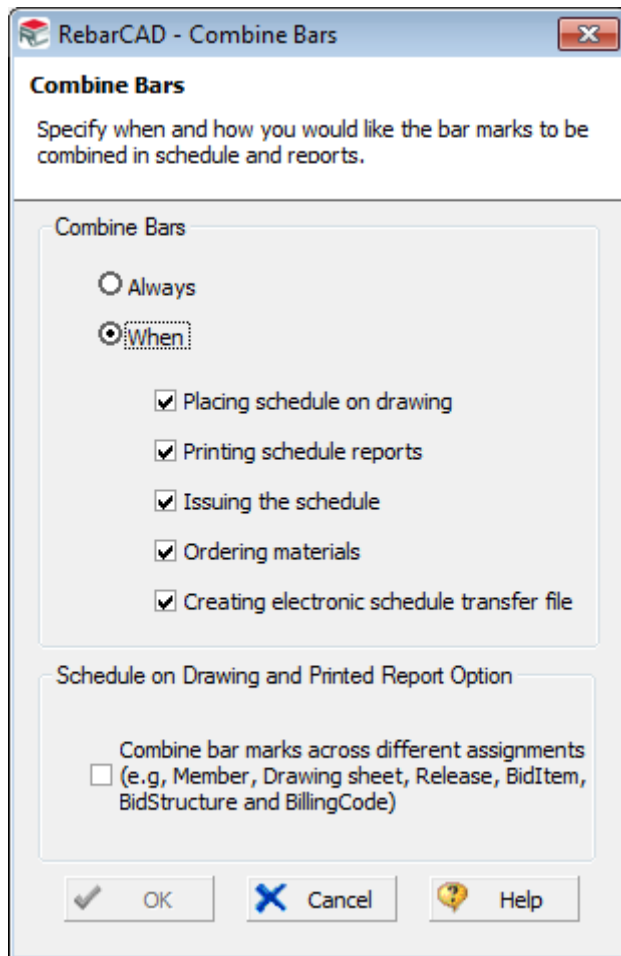 RebarCAD - Combine Bars
Combine Bars
Specify when and how you would like the bar marks to be
combined in schedule and reports.
Combine Bars
Always
When
Placing schedule on drawing
Printing schedule reports
Issuing the schedule
Ordering materials
Creating electronic schedule transfer file
Schedule on Drawing and Printed Report Option
Combine bar marks across different assignments
(e.g, Member, Drawing sheet, Release, BidItem,
BidStructure and BillingCode)
OK
Cancel
Help